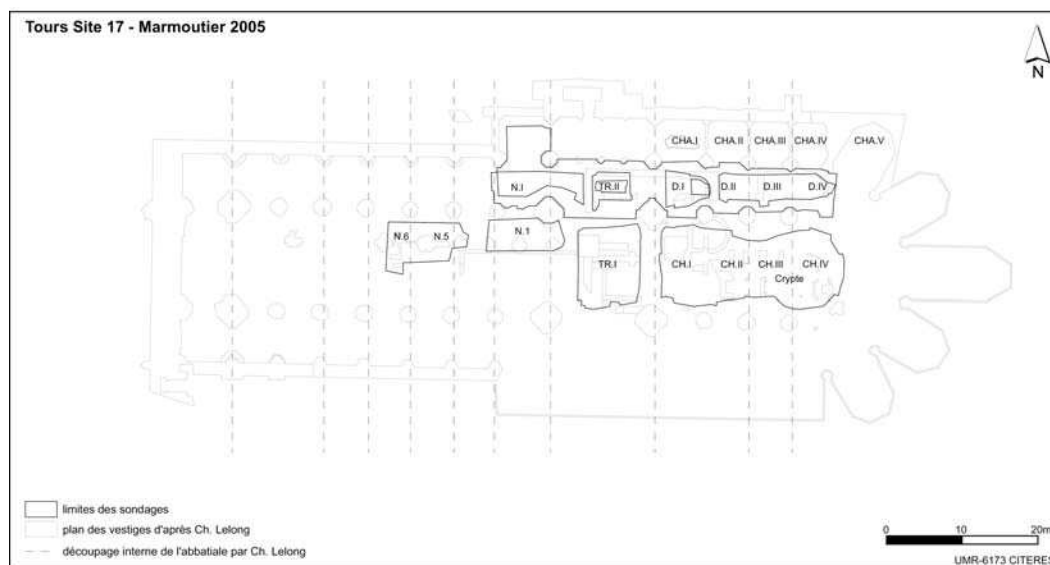 Tours Site 17 - Marmoutier 2005
N
CHA.I CHA.II CHA.III CHA.IV CHA.V
N.I TR.II D.I D.II D.III D.IV
N.6 N.5 N.1
TR.I CH.I CH.II CH.III CH.IV
Crypte
limites des sondages
plan des vestiges d'après Ch. Lelong
découpage interne de l'abbatiale par Ch. Lelong
0 10 20m
UMR-6173 CITERES